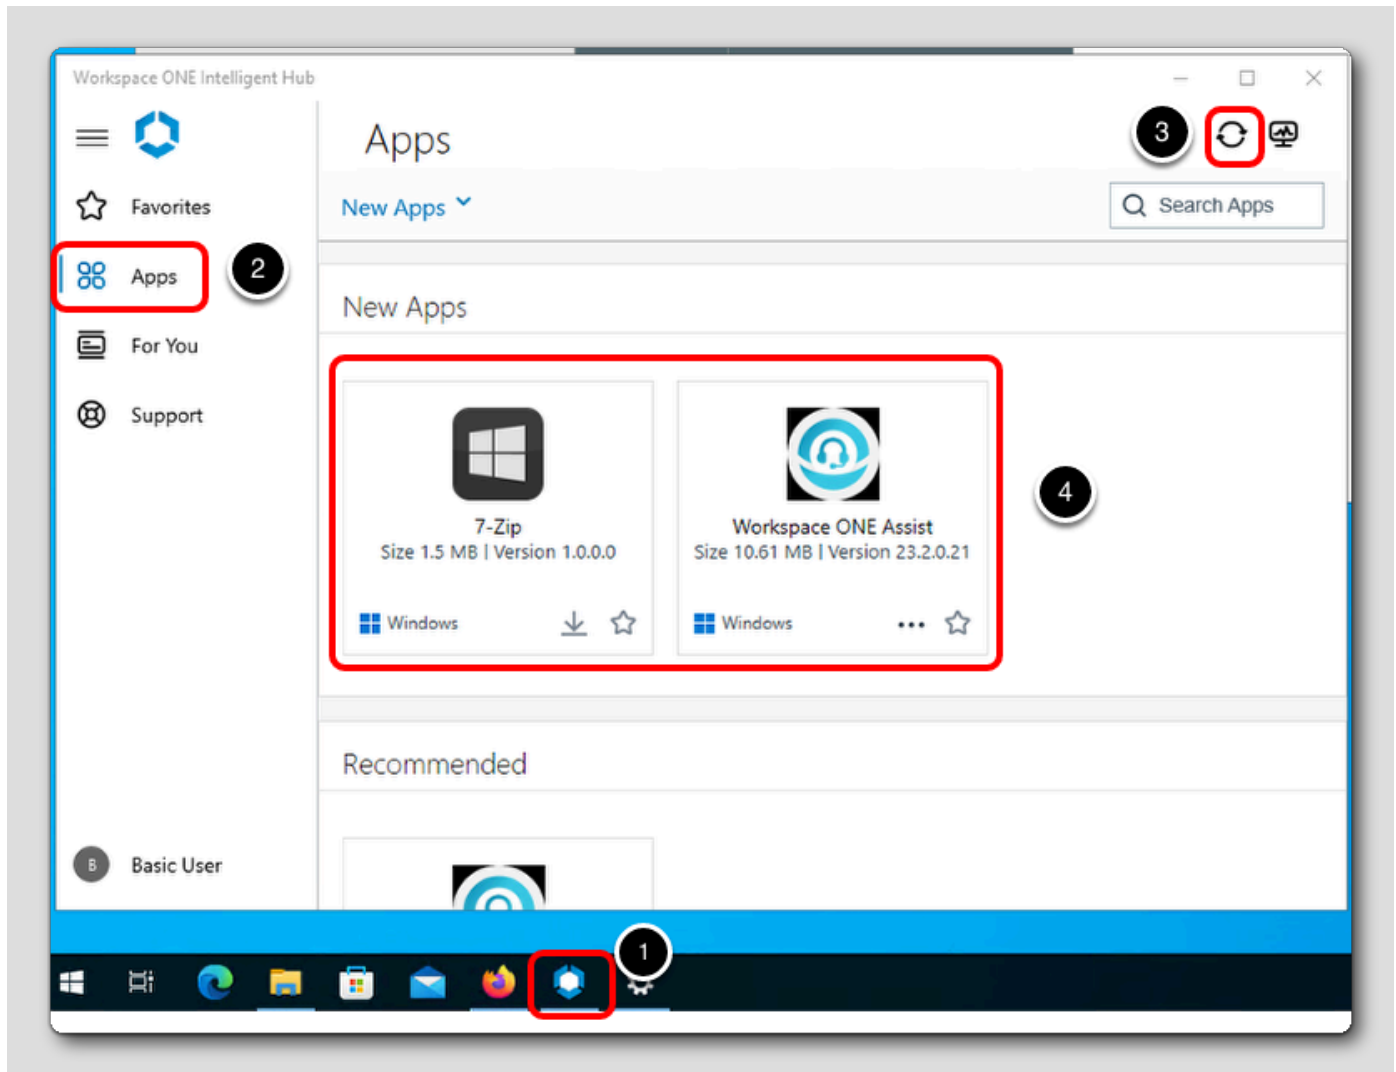 Workspace ONE Intelligent Hub
Apps
3
Favorites
New Apps
Search Apps
Apps
2
New Apps
For You
Support
7-Zip
Size 1.5 MB | Version 1.0.0.0
Windows
Workspace ONE Assist
Size 10.61 MB | Version 23.2.0.21
Windows
4
Recommended
B
Basic User
1